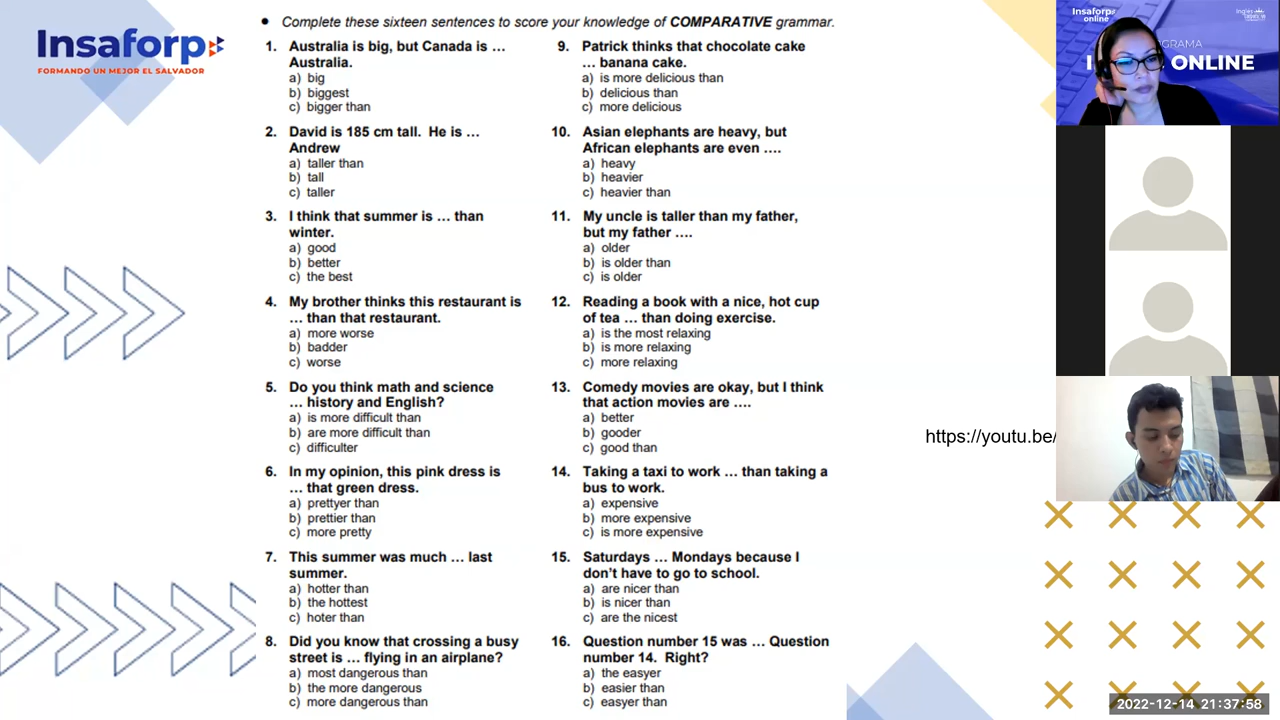 Insaforp
FORMANDO UN MEJOR EL SALVADOR
• Complete these sixteen sentences to score your knowledge of COMPARATIVE grammar.
1. Australia is big, but Canada is …
Australia.
a) big
b) biggest
c) bigger than
2. David is 185 cm tall. He is …
Andrew
a) taller than
b) tall
c) taller
3. I think that summer is … than
winter.
a) good
b) better
c) the best
4. My brother thinks this restaurant is
… than that restaurant.
a) more worse
b) badder
c) worse
5. Do you think math and science
… history and English?
a) is more difficult than
b) are more difficult than
c) difficulter
6. In my opinion, this pink dress is
… that green dress.
a) prettyer than
b) prettier than
c) more pretty
7. This summer was much … last
summer.
a) hotter than
b) the hottest
c) hoter than
8. Did you know that crossing a busy
street is … flying in an airplane?
a) most dangerous than
b) the more dangerous
c) more dangerous than
9. Patrick thinks that chocolate cake
… banana cake.
a) is more delicious than
b) delicious than
c) more delicious
10. Asian elephants are heavy, but
African elephants are even ….
a) heavy
b) heavier
c) heavier than
11. My uncle is taller than my father,
but my father ….
a) older
b) is older than
c) is older
12. Reading a book with a nice, hot cup
of tea … than doing exercise.
a) is the most relaxing
b) is more relaxing
c) more relaxing
13. Comedy movies are okay, but I think
that action movies are ….
a) better
b) gooder
c) good than
14. Taking a taxi to work … than taking a
bus to work.
a) expensive
b) more expensive
c) is more expensive
15. Saturdays … Mondays because I
don't have to go to school.
a) are nicer than
b) is nicer than
c) are the nicest
16. Question number 15 was … Question
number 14. Right?
a) the easyer
b) easier than
c) easyer than
https://youtu.be/
Insaforp
online
ONLINE
2022-12-14 21:37:58